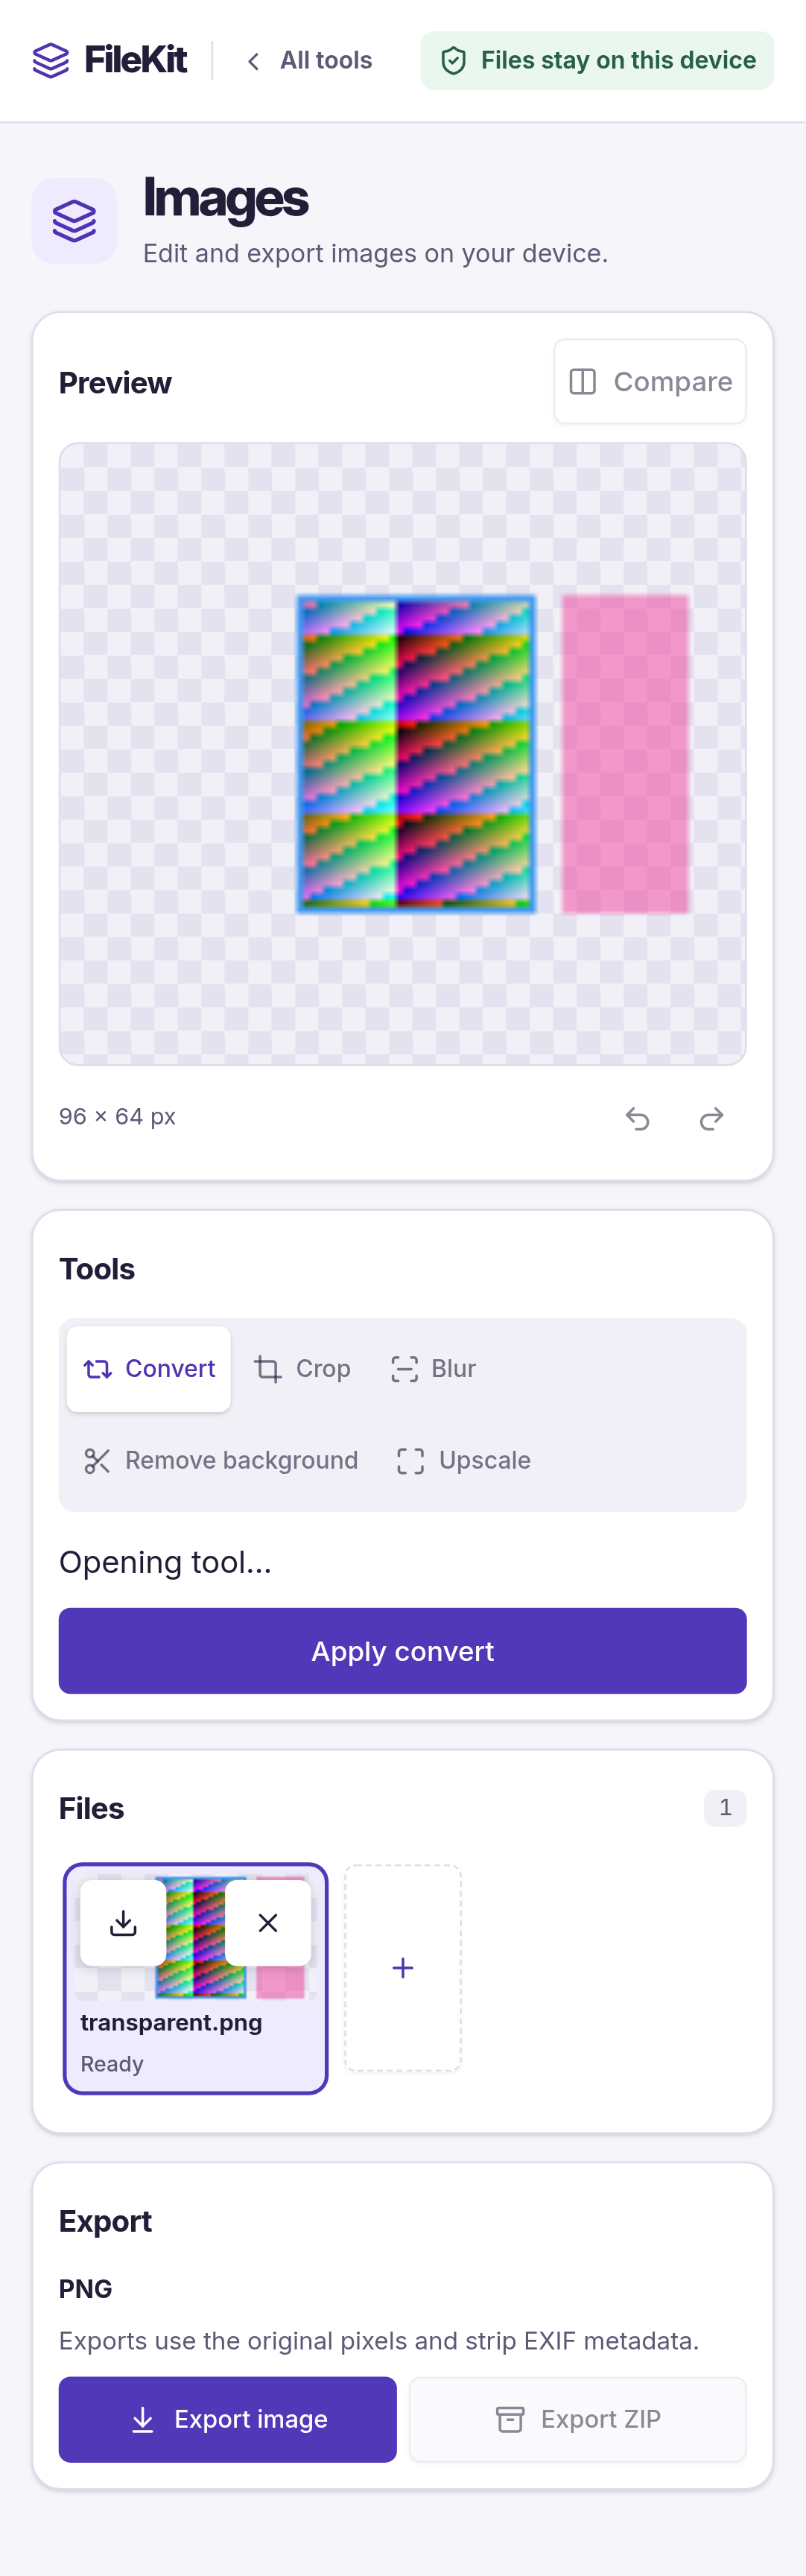 FileKit
All tools
Files stay on this device
Images
Edit and export images on your device.
Preview
Compare
96 × 64 px
Tools
Convert
Crop
Blur
Remove background
Upscale
Opening tool...
Apply convert
Files
1
transparent.png
Ready
Export
PNG
Exports use the original pixels and strip EXIF metadata.
Export image
Export ZIP